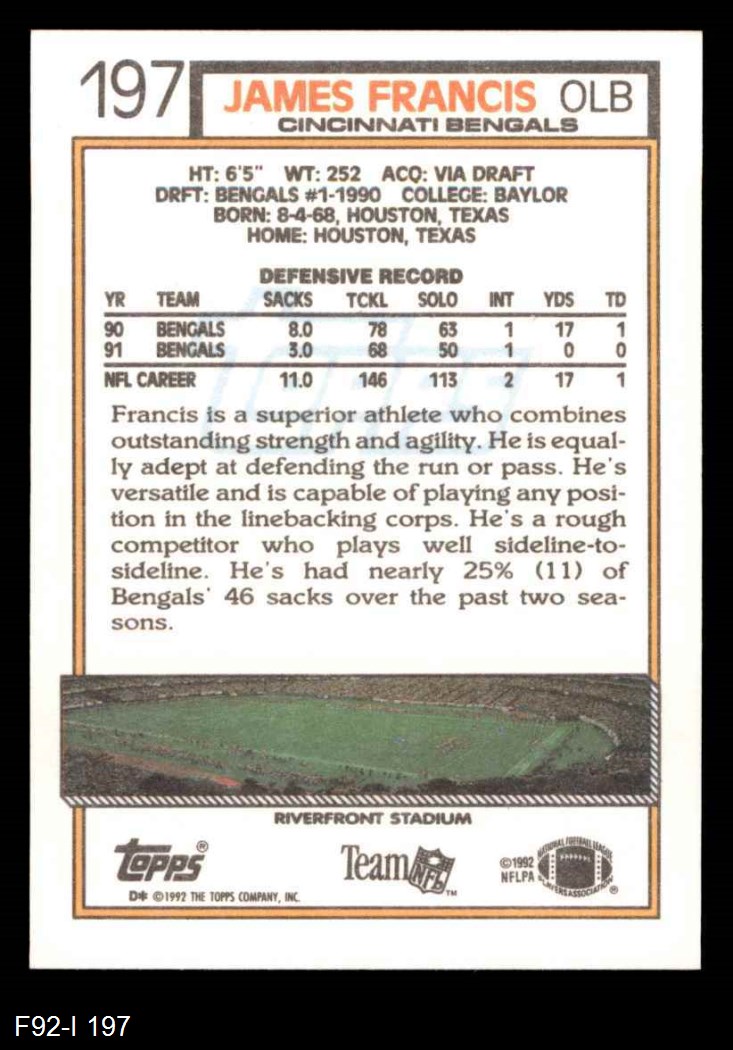 197
JAMES FRANCIS OLB
CINCINNATI BENGALS
HT: 6'5" WT: 252 ACQ: VIA DRAFT
DRFT: BENGALS #1-1990 COLLEGE: BAYLOR
BORN: 8-4-68, HOUSTON, TEXAS
HOME: HOUSTON, TEXAS
DEFENSIVE RECORD
YR TEAM SACKS TCKL SOLO INT YDS TD
90 BENGALS 8.0 78 63 1 17 1
91 BENGALS 3.0 68 50 1 0 0
NFL CAREER 11.0 146 113 2 17 1
Francis is a superior athlete who combines
outstanding strength and agility. He is equal-
ly adept at defending the run or pass. He's
versatile and is capable of playing any posi-
tion in the linebacking corps. He's a rough
competitor who plays well sideline-to-
sideline. He's had nearly 25% (11) of
Bengals' 46 sacks over the past two sea-
sons.
TOPPS
RIVERFRONT STADIUM
Topps®
Team NFL™
©1992
NFLPA
NATIONAL FOOTBALL LEAGUE
PLAYERS ASSOCIATION ®
D* ©1992 THE TOPPS COMPANY, INC.
F92-I 197